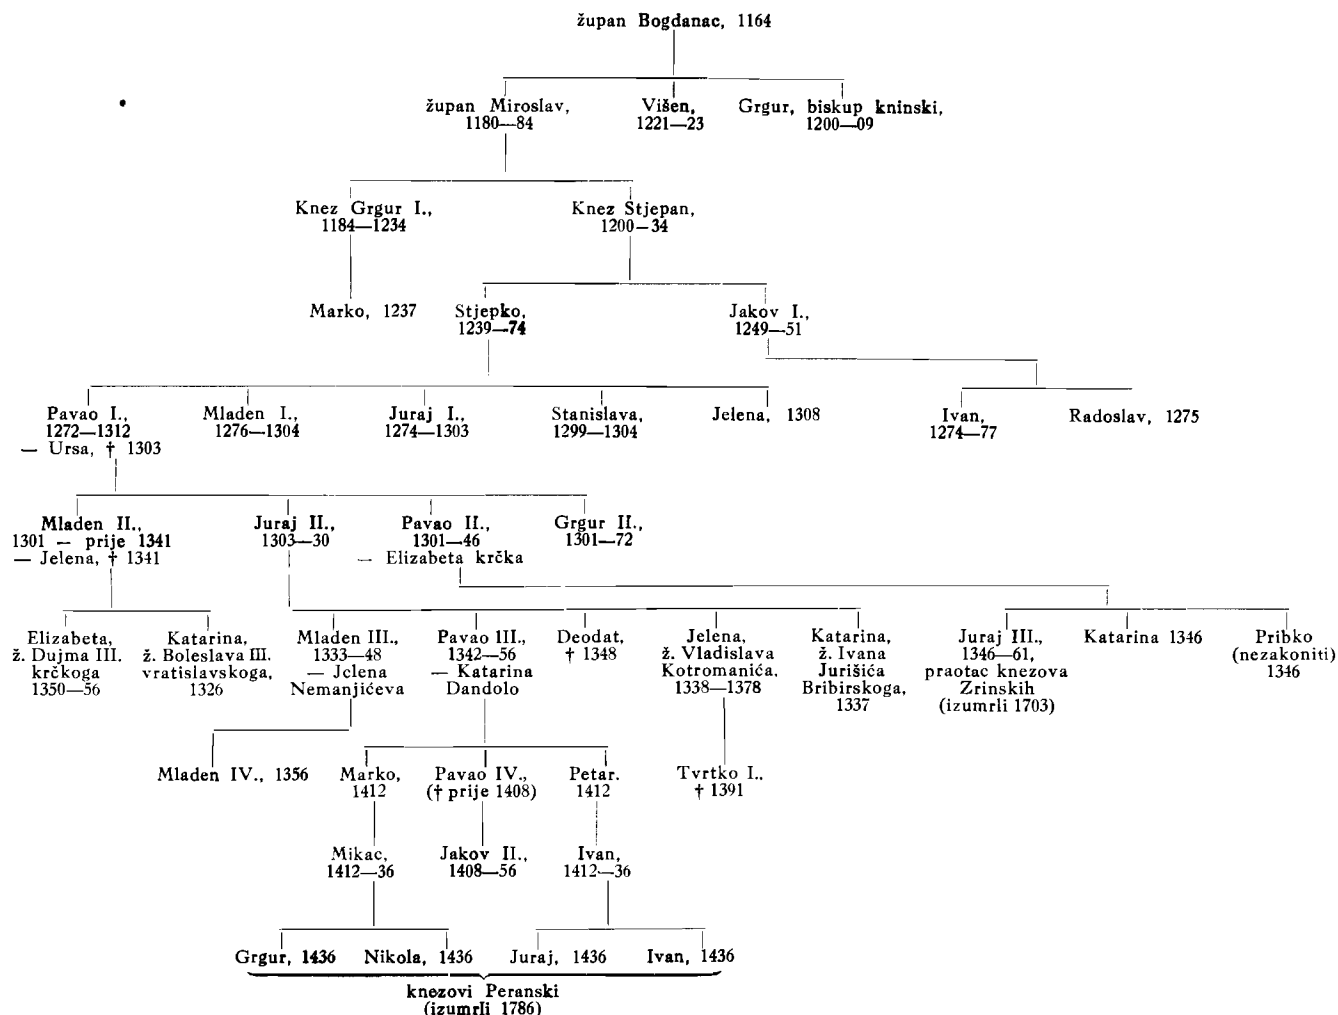 župan Bogdanac, 1164
župan Miroslav,
1180—84
Višen,
1221—23
Grgur, biskup kninski,
1200—09
Knez Grgur I.,
1184—1234
Knez Stjepan,
1200—34
Marko, 1237
Stjepko,
1239—74
Jakov I.,
1249—51
Pavao I.,
1272—1312
— Ursa, † 1303
Mladen I.,
1276—1304
Juraj I.,
1274—1303
Stanislava,
1299—1304
Jelena, 1308
Ivan,
1274—77
Radoslav, 1275
Mladen II.,
1301 — prije 1341
— Jelena, † 1341
Juraj II.,
1303—30
Pavao II.,
1301—46
— Elizabeta krčka
Grgur II.,
1301—72
Elizabeta,
ž. Dujma III.
krčkoga
1350—56
Katarina,
ž. Boleslava III.
vratislavskoga,
1326
Mladen III.,
1333—48
— Jelena
Nemanjićeva
Pavao III.,
1342—56
— Katarina
Dandolo
Deodat,
† 1348
Jelena,
ž. Vladislava
Kotromanića,
1338—1378
Katarina,
ž. Ivana
Jurišića
Bribirskoga,
1337
Juraj III.,
1346—61,
praotac knezova
Zrinskih
(izumrli 1703)
Katarina 1346
Pribko
(nezakoniti)
1346
Mladen IV., 1356
Marko,
1412
Pavao IV.,
(† prije 1408)
Petar.
1412
Tvrtko I.,
† 1391
Mikac,
1412—36
Jakov II.,
1408—56
Ivan,
1412—36
Grgur, 1436
Nikola, 1436
Juraj, 1436
Ivan, 1436
knezovi Peranski
(izumrli 1786)